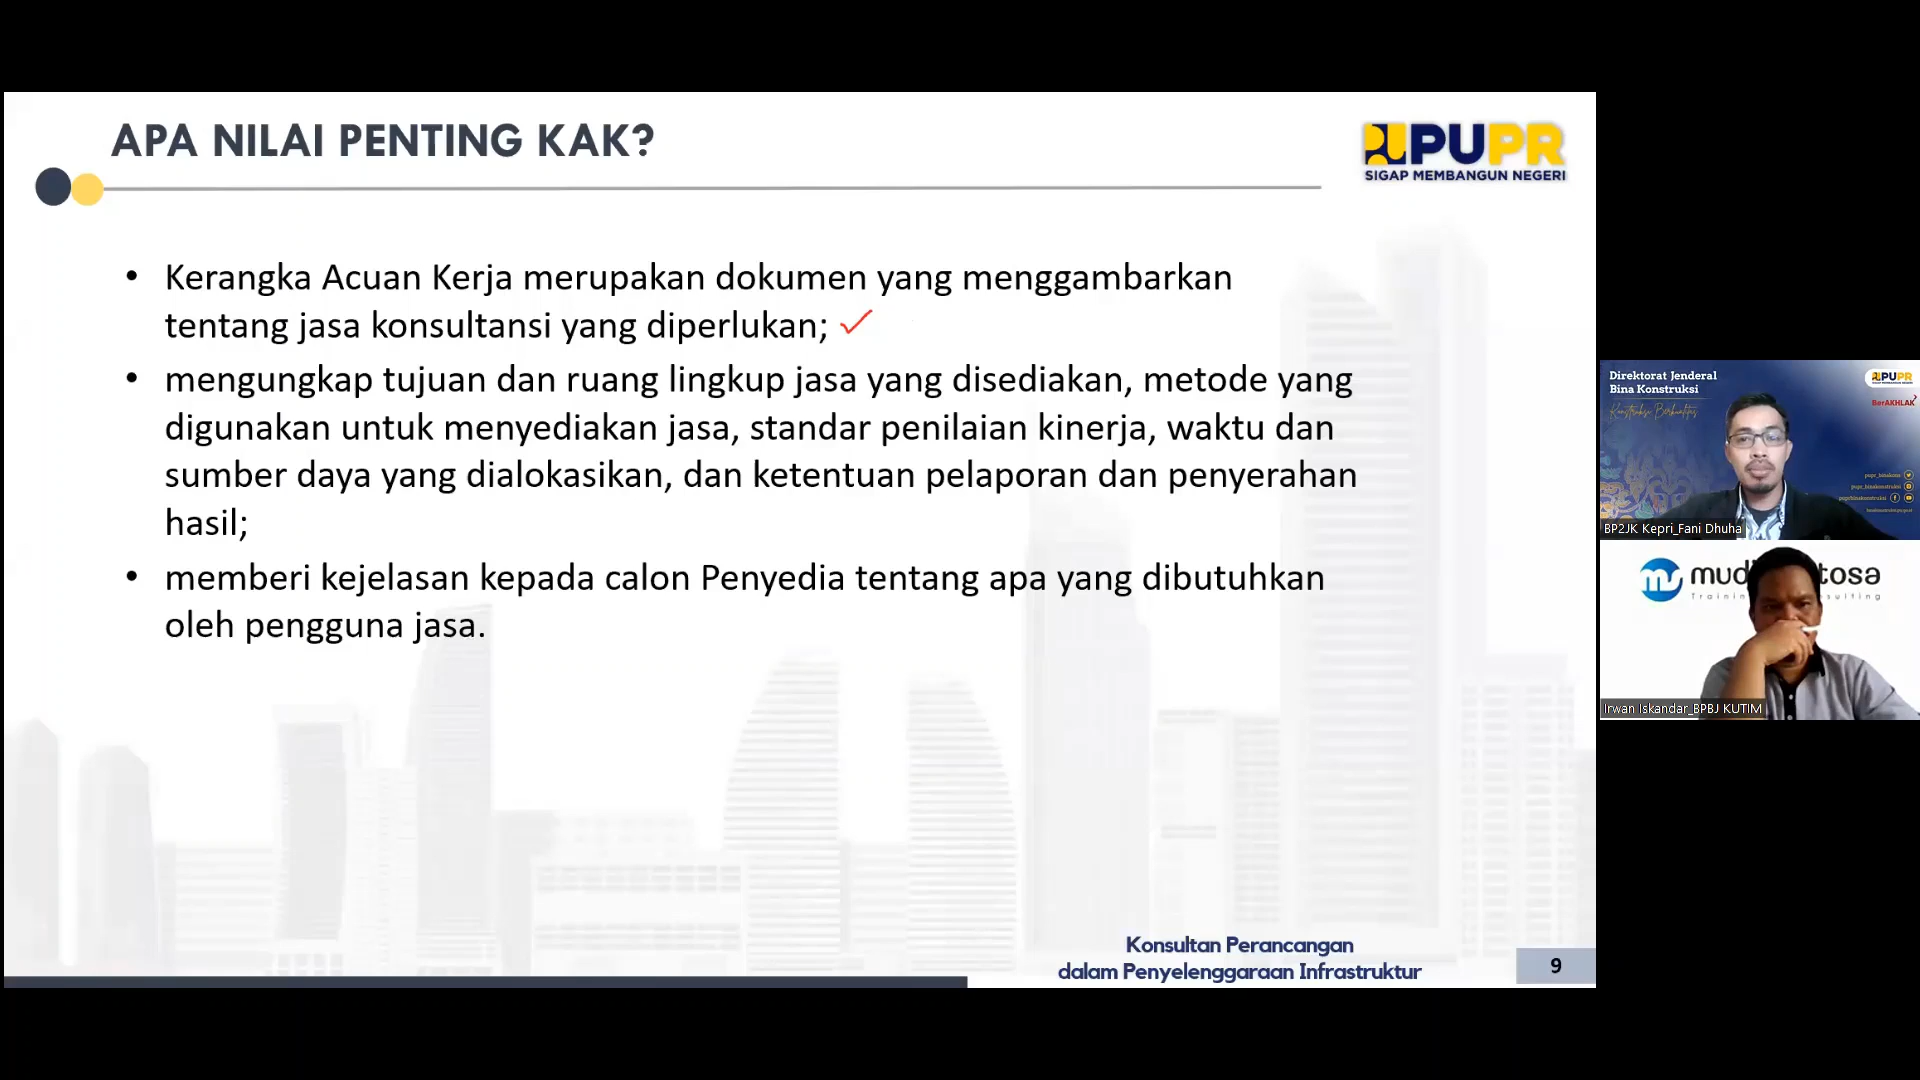 APA NILAI PENTING KAK?
PUPR
SIGAP MEMBANGUN NEGERI
• Kerangka Acuan Kerja merupakan dokumen yang menggambarkan
tentang jasa konsultansi yang diperlukan;
• mengungkap tujuan dan ruang lingkup jasa yang disediakan, metode yang
digunakan untuk menyediakan jasa, standar penilaian kinerja, waktu dan
sumber daya yang dialokasikan, dan ketentuan pelaporan dan penyerahan
hasil;
• memberi kejelasan kepada calon Penyedia tentang apa yang dibutuhkan
oleh pengguna jasa.
Konsultan Perancangan
dalam Penyelenggaraan Infrastruktur
9
Direktorat Jenderal
Bina Konstruksi
PUPR
BerAKHLAK
BP2JK Kepri_Fani Dhuha
Irwan Iskandar_BPBJ KUTIM